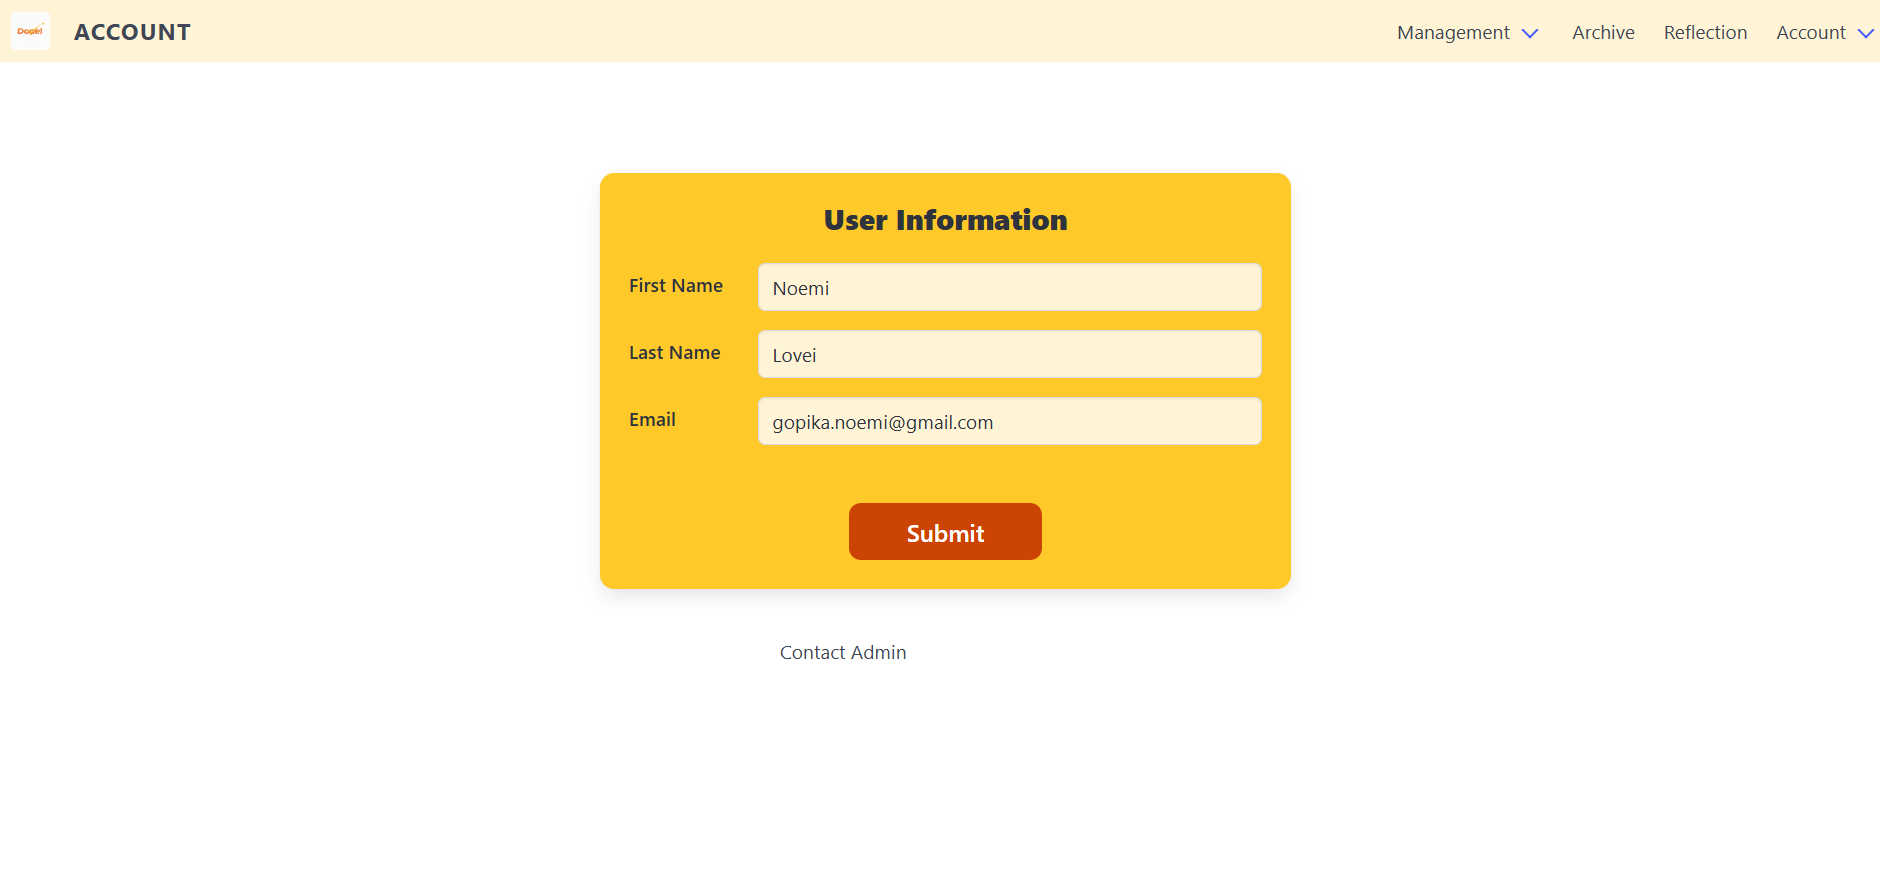 ACCOUNT
Management
Archive
Reflection
Account
User Information
First Name
Noemi
Last Name
Lovei
Email
gopika.noemi@gmail.com
Submit
Contact Admin